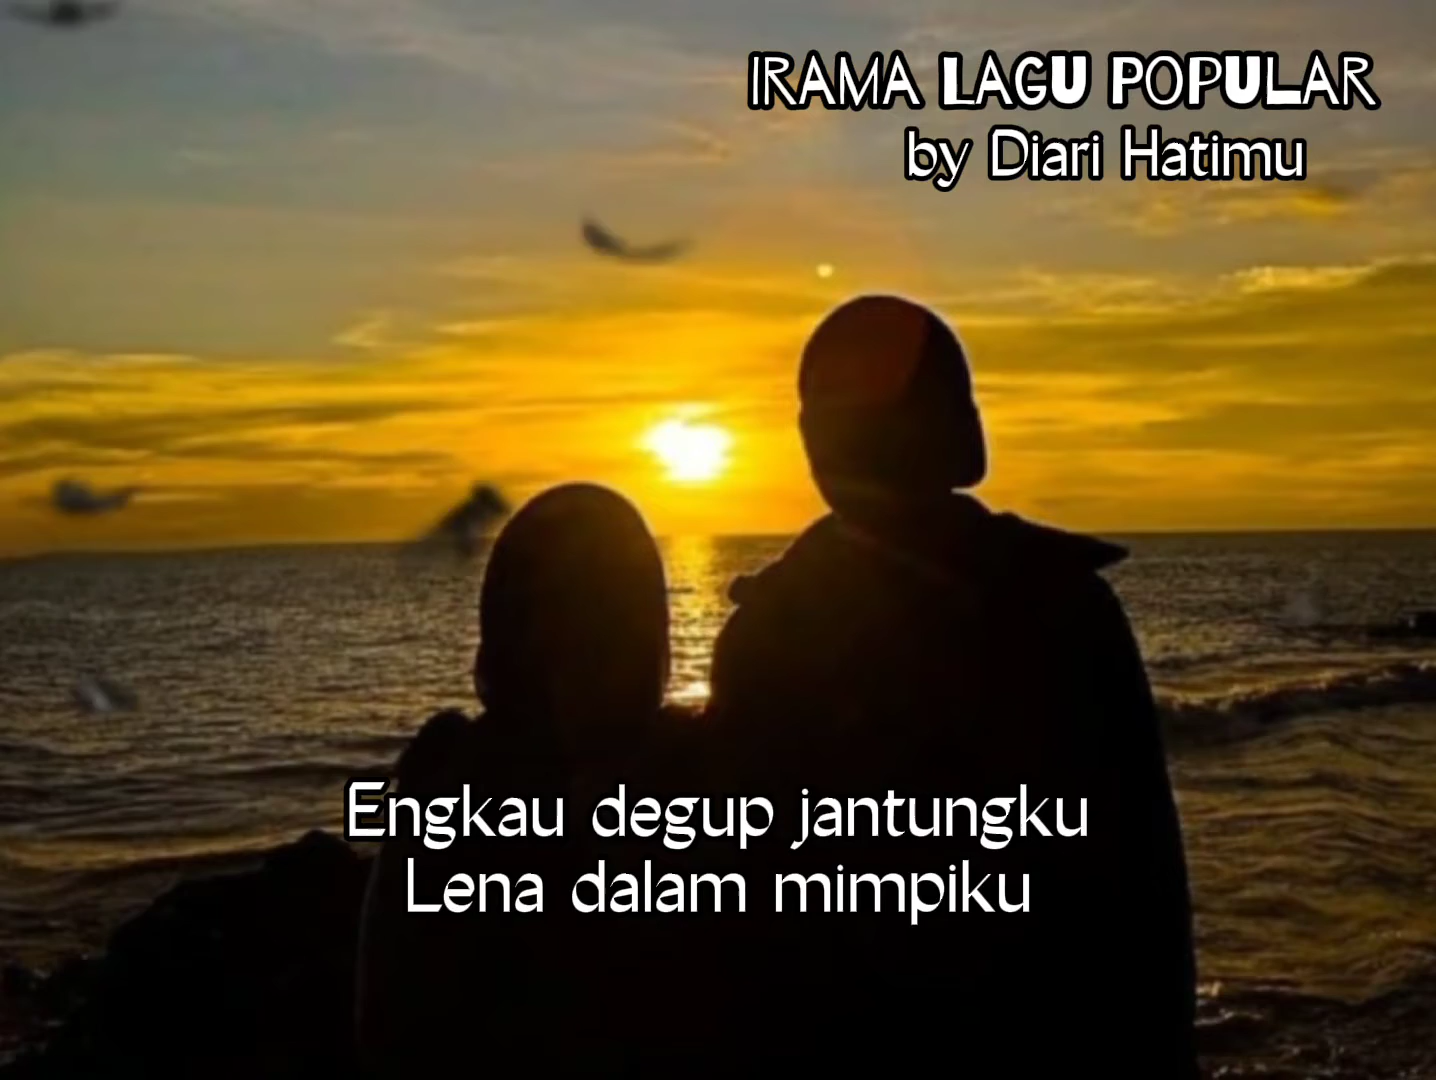 IRAMA LAGU POPULAR
by Diari Hatimu
Engkau degup jantungku
Lena dalam mimpiku